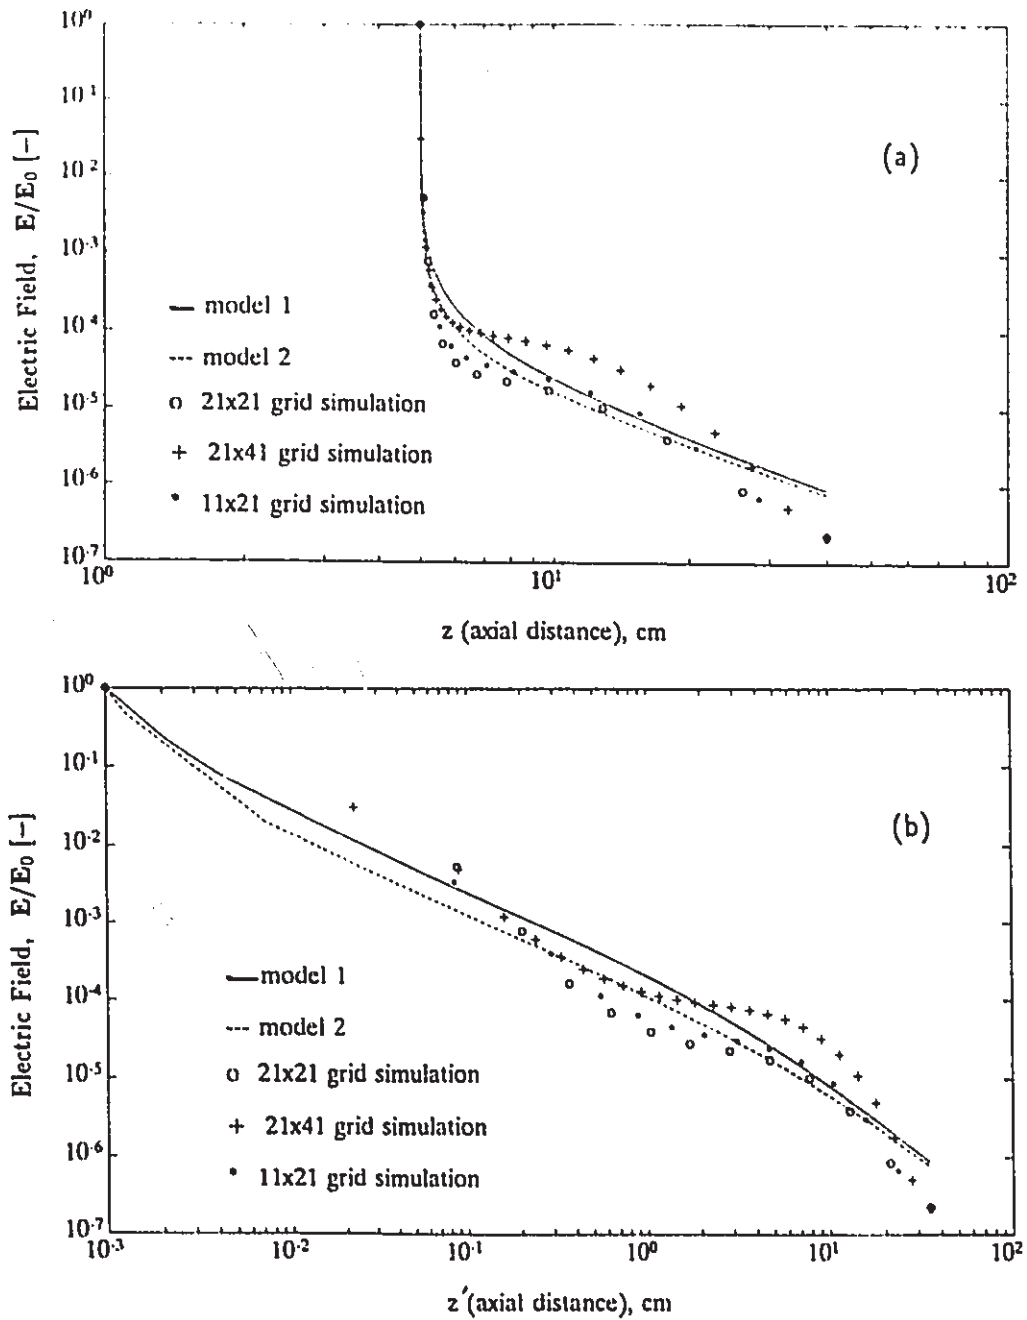 10⁰
10⁻¹
10⁻²
10⁻³
10⁻⁴
10⁻⁵
10⁻⁶
10⁻⁷
Electric Field, E/E₀ [−]
(a)
model 1
model 2
21x21 grid simulation
21x41 grid simulation
11x21 grid simulation
10⁰ 10¹ 10²
z (axial distance), cm
10⁰
10⁻¹
10⁻²
10⁻³
10⁻⁴
10⁻⁵
10⁻⁶
10⁻⁷
Electric Field, E/E₀ [−]
(b)
model 1
model 2
21x21 grid simulation
21x41 grid simulation
11x21 grid simulation
10⁻³ 10⁻² 10⁻¹ 10⁰ 10¹ 10²
z′(axial distance), cm